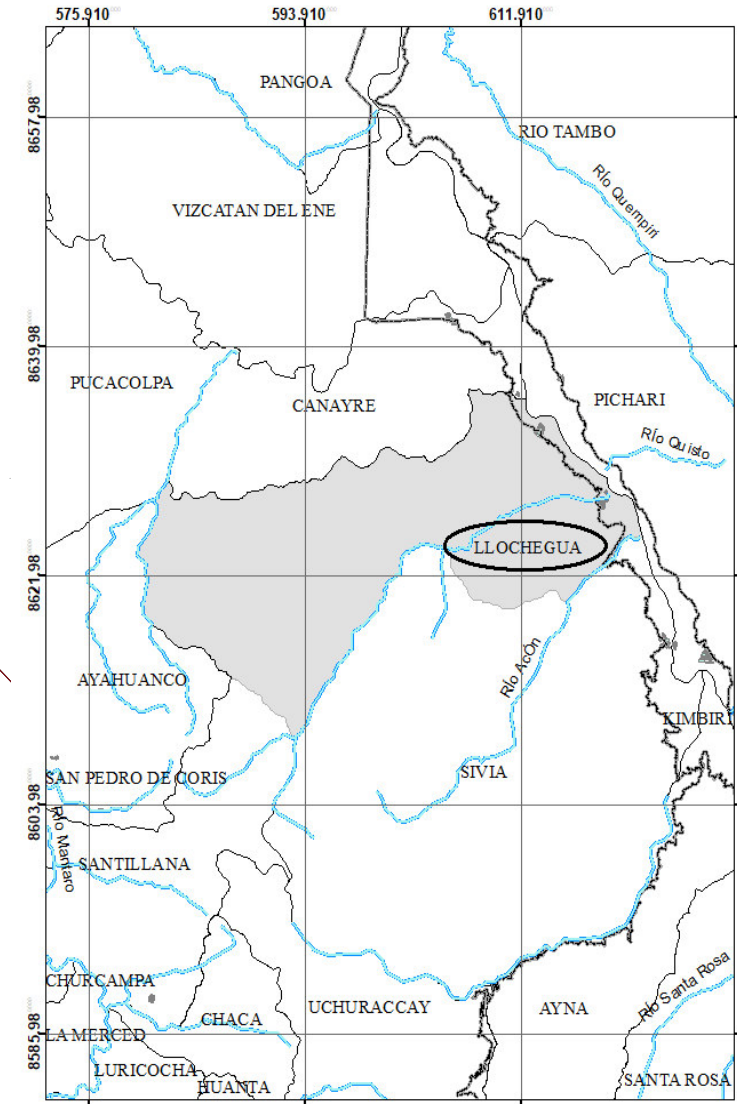 575,910 593,910 611,910
PANGOA
8657,98
RIO TAMBO
Río Quempiri
VIZCATAN DEL ENE
8639,98
PUCACOLPA
CANAYRE
PICHARI
Río Quisto
LLOCHEGUA
8621,98
Río AcÓn
AYAHUANCO
KIMBIRI
SAN PEDRO DE CORIS
SIVIA
8603,98
Río Mantaro
SANTILLANA
Río Santa Rosa
CHURCAMPA
UCHURACCAY
AYNA
CHACA
8585,98
LA MERCED
LURICOCHA
SANTA ROSA
HUANTA